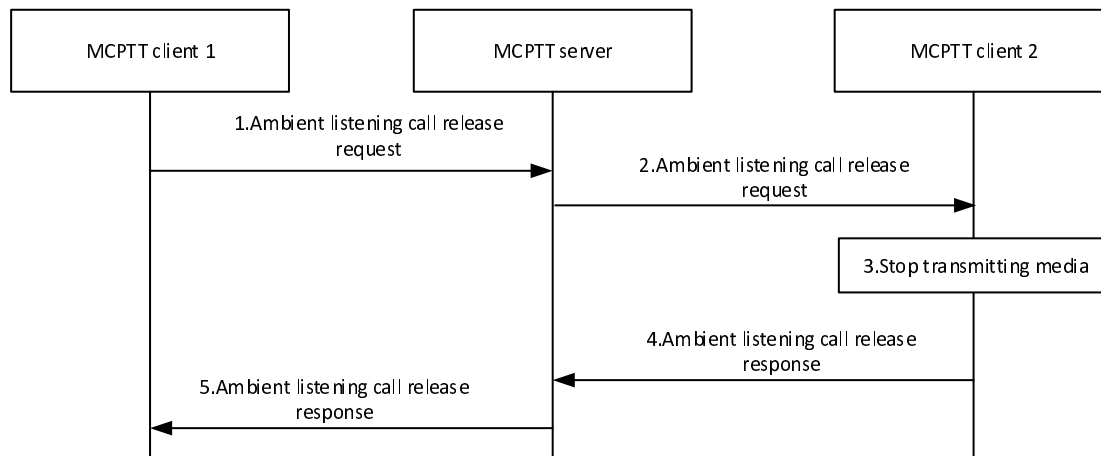 MCPTT client 1
MCPTT server
MCPTT client 2
1.Ambient listening call release
request
2.Ambient listening call release
request
3.Stop transmitting media
4.Ambient listening call release
response
5.Ambient listening call release
response